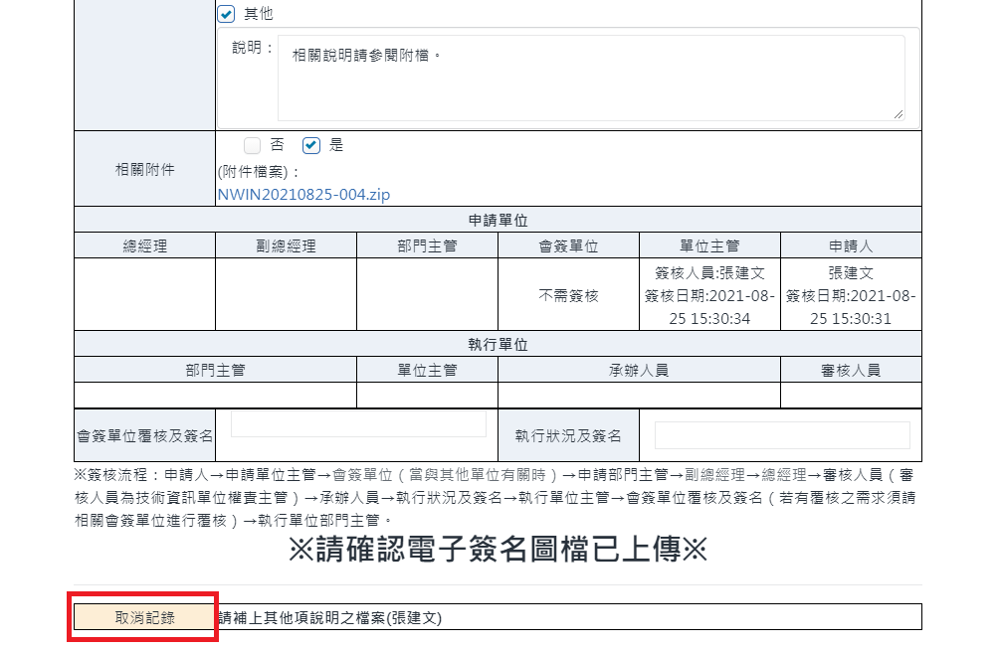 其他
說明：
相關說明請參閱附檔。
相關附件
否 是
(附件檔案)：
NWIN20210825-004.zip
申請單位
總經理 副總經理 部門主管 會簽單位 單位主管 申請人
不需簽核
簽核人員:張建文
簽核日期:2021-08-
25 15:30:34
張建文
簽核日期:2021-08-
25 15:30:31
執行單位
部門主管 單位主管 承辦人員 審核人員
會簽單位覆核及簽名 執行狀況及簽名
※簽核流程：申請人→申請單位主管→會簽單位（當與其他單位有關時）→申請部門主管→副總經理→總經理→審核人員（審
核人員為技術資訊單位權責主管）→承辦人員→執行狀況及簽名→執行單位主管→會簽單位覆核及簽名（若有覆核之需求須請
相關會簽單位進行覆核）→執行單位部門主管。
※請確認電子簽名圖檔已上傳※
取消記錄 請補上其他項說明之檔案(張建文)